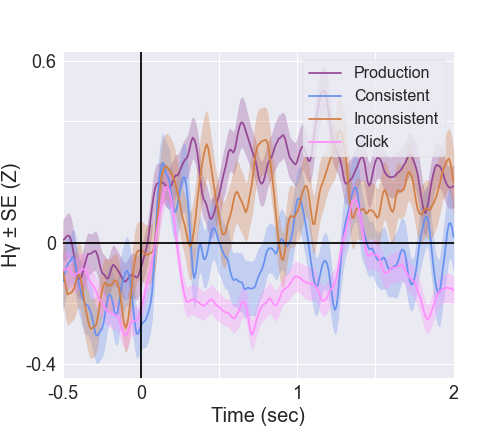 0.6
Production
Consistent
Inconsistent
Click
Hγ ± SE (Z)
0
-0.4
-0.5
0
1
2
Time (sec)